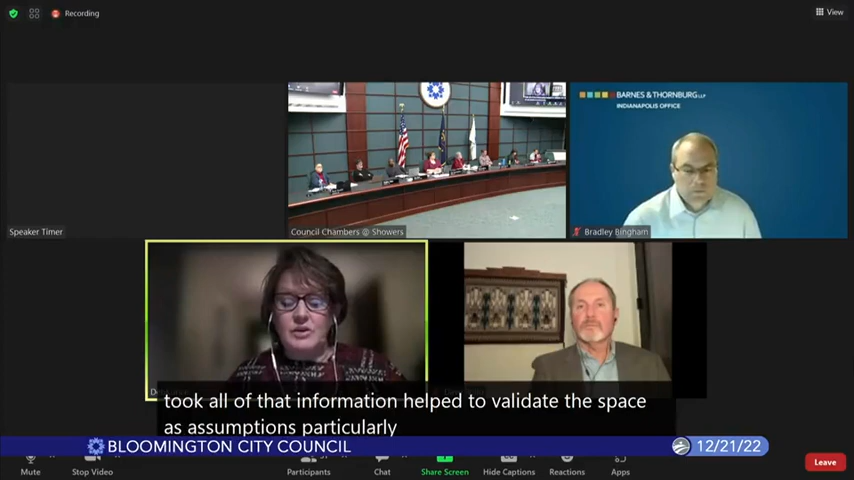 Recording
View
BARNES & THORNBURG LLP
INDIANAPOLIS OFFICE
Speaker Timer
Council Chambers @ Showers
Bradley Bingham
took all of that information helped to validate the space
as assumptions particularly
BLOOMINGTON CITY COUNCIL
12/21/22
Mute
Stop Video
Participants
Chat
Share Screen
Hide Captions
Reactions
Apps
Leave